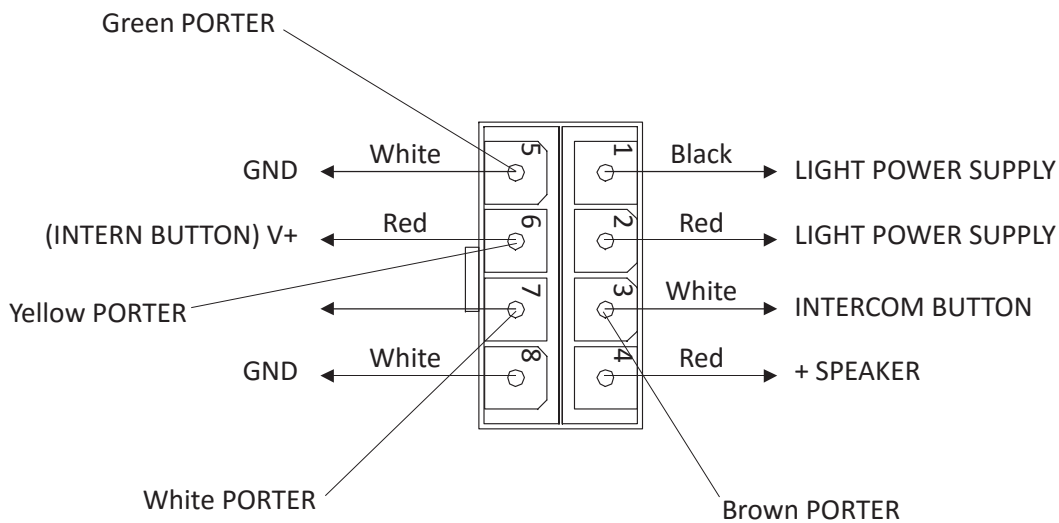 Green PORTER
GND White 5 1 Black LIGHT POWER SUPPLY
(INTERN BUTTON) V+ Red 6 2 Red LIGHT POWER SUPPLY
Yellow PORTER 7 3 White INTERCOM BUTTON
GND White 8 4 Red + SPEAKER
White PORTER
Brown PORTER